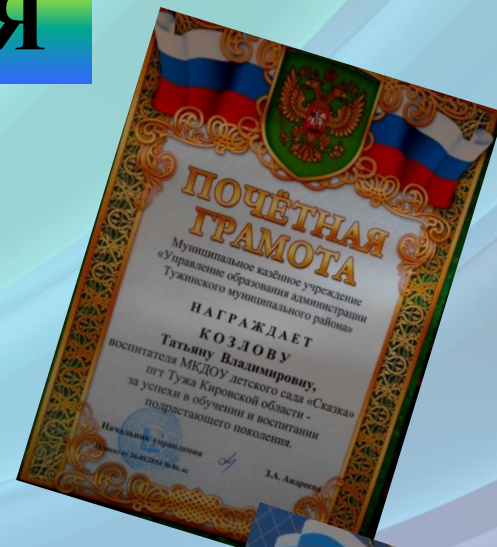 Я
ПОЧЁТНАЯ
ГРАМОТА
Муниципальное казённое учреждение
«Управление образования администрации
Тужинского муниципального района»
НАГРАЖДАЕТ
КОЗЛОВУ
Татьяну Владимировну,
воспитателя МКДОУ детского сада «Сказка»
пгт Тужа Кировской области -
за успехи в обучении и воспитании
подрастающего поколения.
Начальник управления
З.А. Андреева